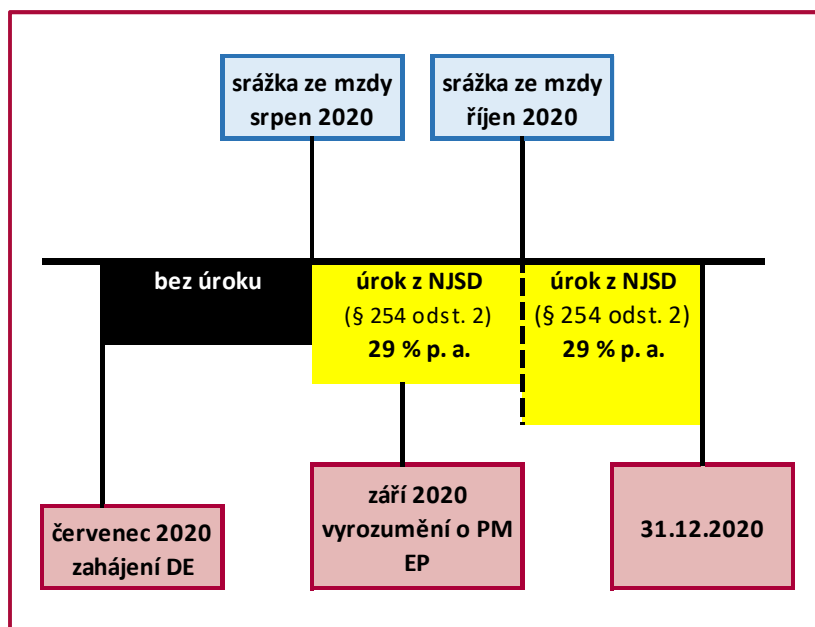 srážka ze mzdy
srpen 2020
srážka ze mzdy
říjen 2020
bez úroku
úrok z NJSD
(§ 254 odst. 2)
29 % p. a.
úrok z NJSD
(§ 254 odst. 2)
29 % p. a.
červenec 2020
zahájení DE
září 2020
vyrozumění o PM
EP
31.12.2020